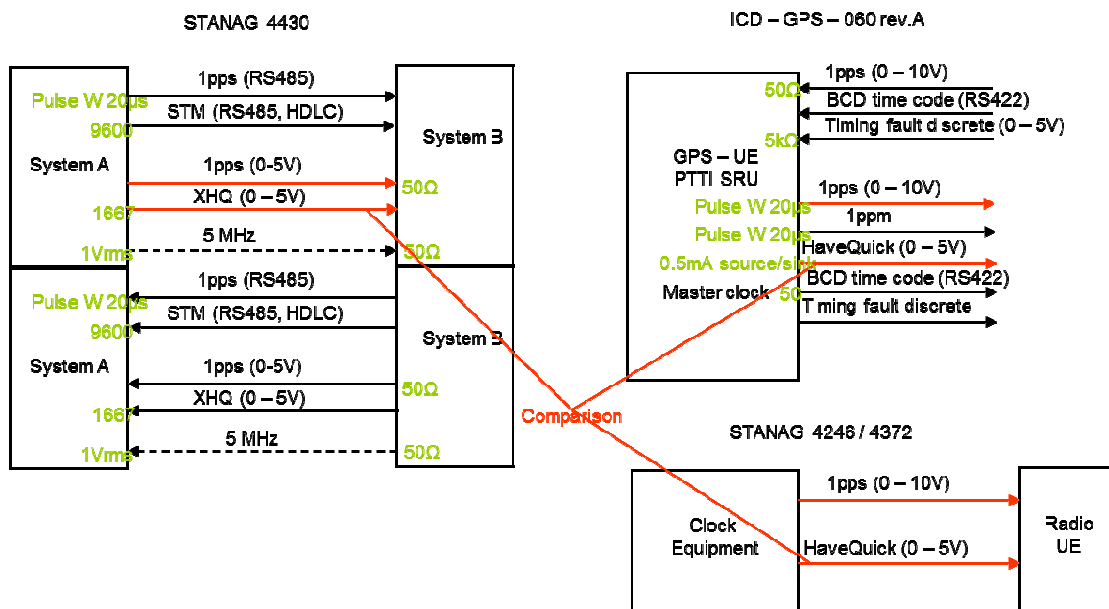 STANAG 4430
1pps (RS485)
Pulse W 20µs
STM (RS485, HDLC)
9600
System A
System B
1pps (0-5V)
50Ω
XHQ (0 – 5V)
1667
5 MHz
1Vrms
50Ω
1pps (RS485)
Pulse W 20µs
STM (RS485, HDLC)
9600
System A
System B
1pps (0-5V)
50Ω
XHQ (0 – 5V)
1667
5 MHz
1Vrms
50Ω
Comparison
ICD – GPS – 060 rev.A
1pps (0 – 10V)
50Ω
BCD time code (RS422)
Timing fault discrete (0 – 5V)
5kΩ
GPS – UE
PTTI SRU
1pps (0 – 10V)
Pulse W 20µs
1ppm
Pulse W 20µs
HaveQuick (0 – 5V)
0.5mA source/sink
BCD time code (RS422)
Master clock
50
Timing fault discrete
STANAG 4246 / 4372
1pps (0 – 10V)
Clock
Equipment
Radio
UE
HaveQuick (0 – 5V)